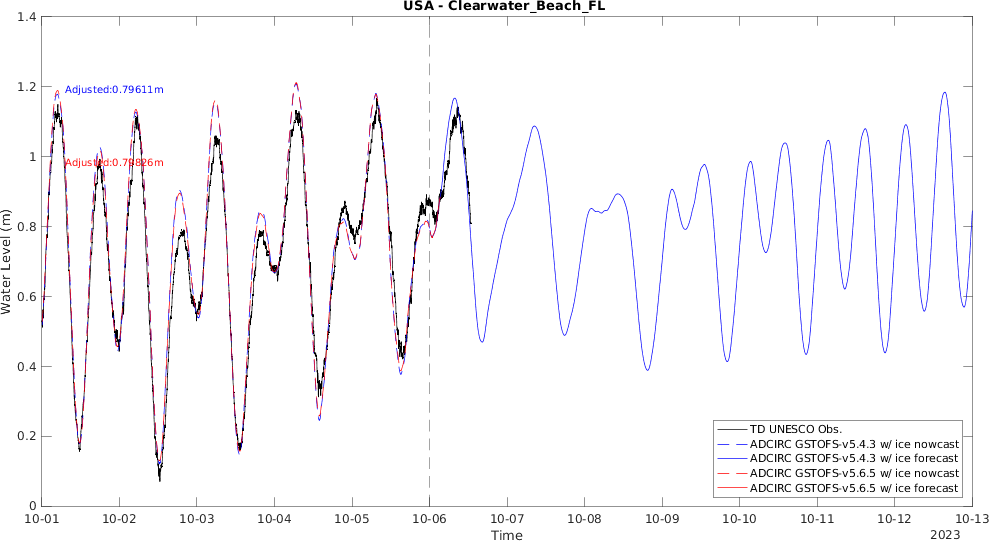 USA - Clearwater_Beach_FL
1.4
1.2
1
0.8
0.6
0.4
0.2
0
Water Level (m)
Adjusted:0.79611m
Adjusted:0.79826m
TD UNESCO Obs.
ADCIRC GSTOFS-v5.4.3 w/ ice nowcast
ADCIRC GSTOFS-v5.4.3 w/ ice forecast
ADCIRC GSTOFS-v5.6.5 w/ ice nowcast
ADCIRC GSTOFS-v5.6.5 w/ ice forecast
10-01 10-02 10-03 10-04 10-05 10-06 10-07 10-08 10-09 10-10 10-11 10-12 10-13
Time
2023